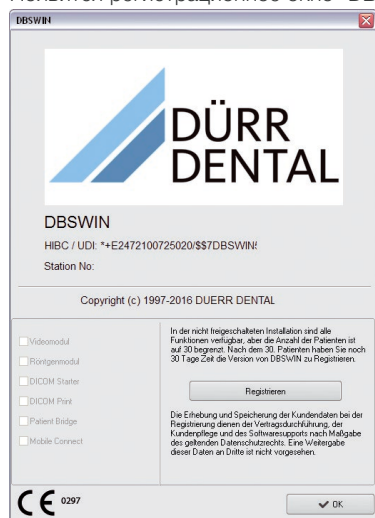 DBSWIN
DÜRR
DENTAL
DBSWIN
HIBC / UDI: *+E2472100725020/$$7DBSWIN
Station No:
Copyright (c) 1997-2016 DUERR DENTAL
Videomodul
Röntgenmodul
DICOM Starter
DICOM Print
Patient Bridge
Mobile Connect
In der nicht freigeschalteten Installation sind alle
Funktionen verfügbar, aber die Anzahl der Patienten ist
auf 30 begrenzt. Nach dem 30. Patienten haben Sie noch
30 Tage Zeit die Version von DBSWIN zu Registrieren.
Registrieren
Die Erhebung und Speicherung der Kundendaten bei der
Registrierung dienen der Vertragsdurchführung, der
Kundenpflege und des Softwaresupports nach Maßgabe
des geltenden Datenschutzrechts. Eine Weitergabe
dieser Daten an Dritte ist nicht vorgesehen.
CE 0297
OK